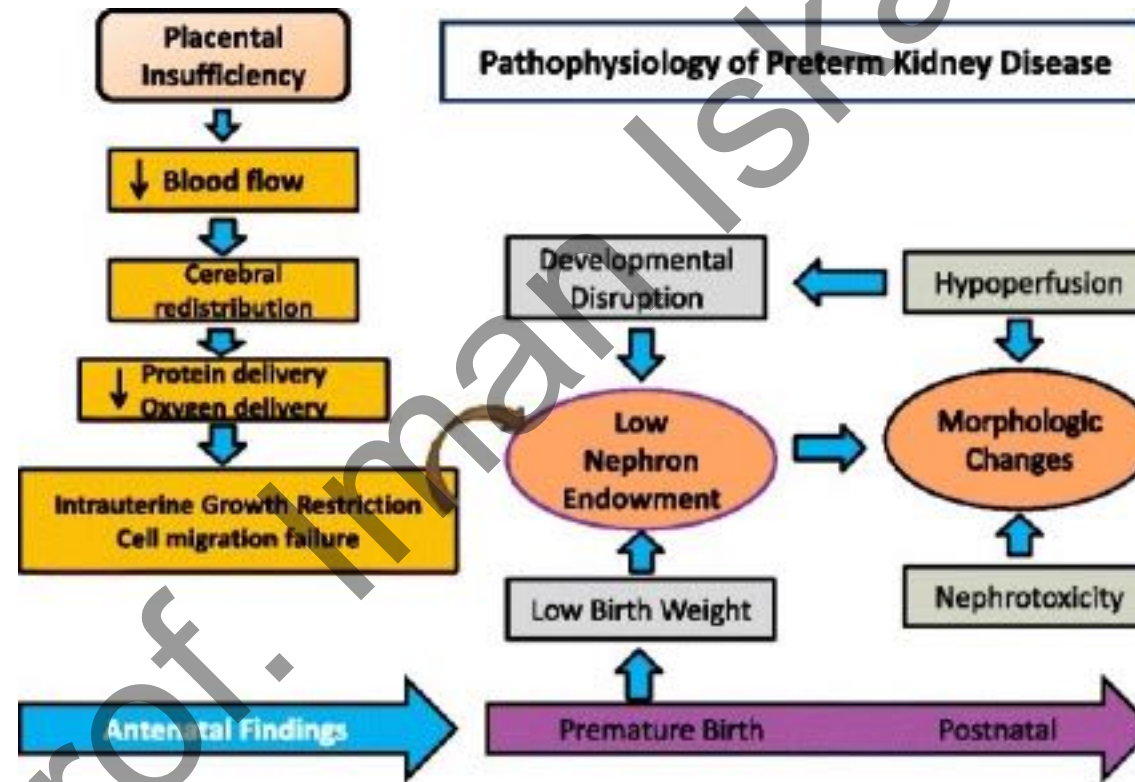 Placental
Insufficiency
Pathophysiology of Preterm Kidney Disease
↓ Blood flow
Cerebral
redistribution
↓ Protein delivery
Oxygen delivery
Intrauterine Growth Restriction
Cell migration failure
Developmental
Disruption
Hypoperfusion
Low
Nephron
Endowment
Morphologic
Changes
Low Birth Weight
Nephrotoxicity
Antenatal Findings
Premature Birth
Postnatal
rof. Iman Iska